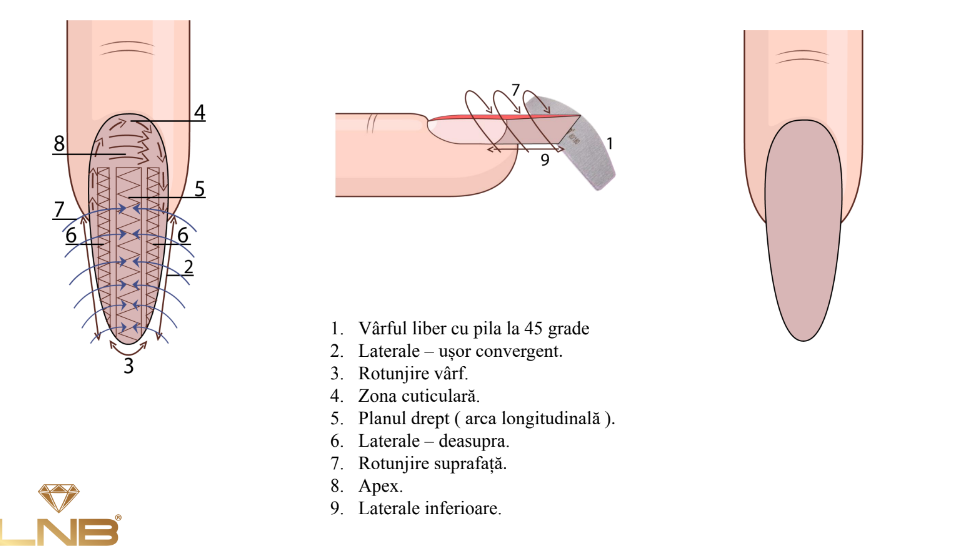 4
8
5
7
6
6
2
3
7
1
9
1. Vârful liber cu pila la 45 grade
2. Laterale – ușor convergent.
3. Rotunjire vârf.
4. Zona cuticulară.
5. Planul drept ( arca longitudinală ).
6. Laterale – deasupra.
7. Rotunjire suprafață.
8. Apex.
9. Laterale inferioare.
LNB®